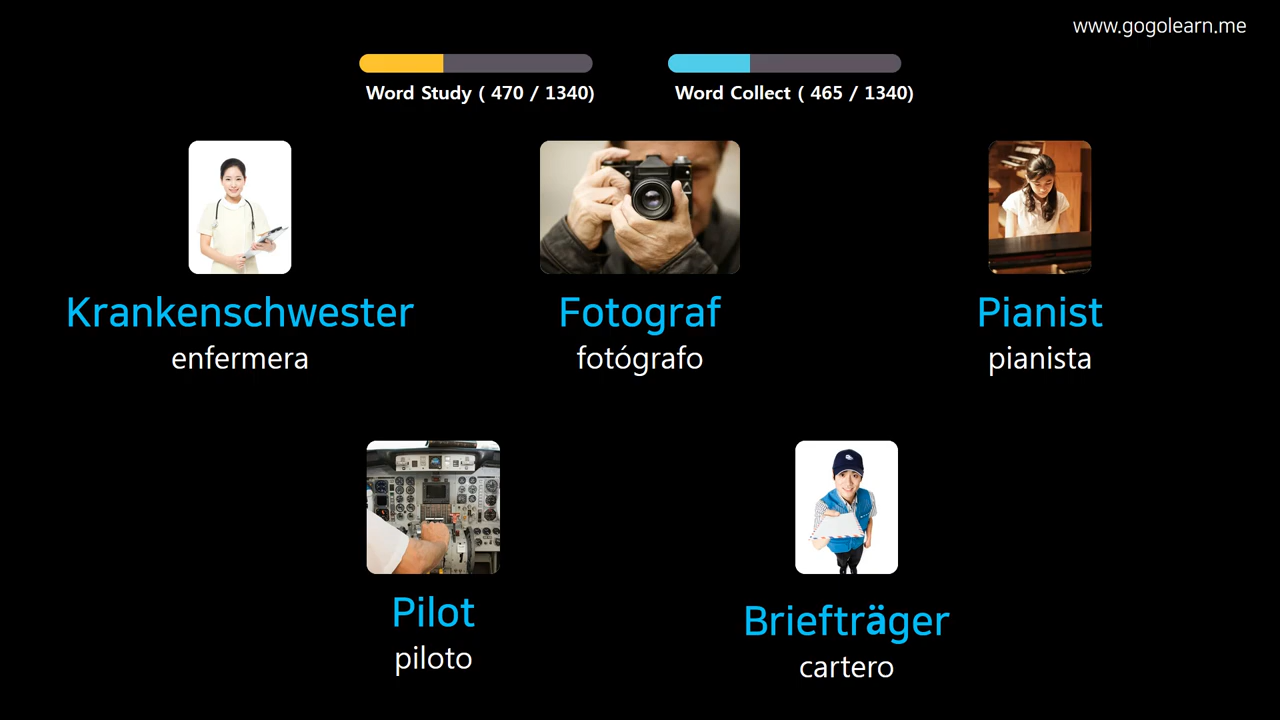 www.gogolearn.me
Word Study ( 470 / 1340)
Word Collect ( 465 / 1340)
Krankenschwester
enfermera
Fotograf
fotógrafo
Pianist
pianista
Pilot
piloto
Briefträger
cartero